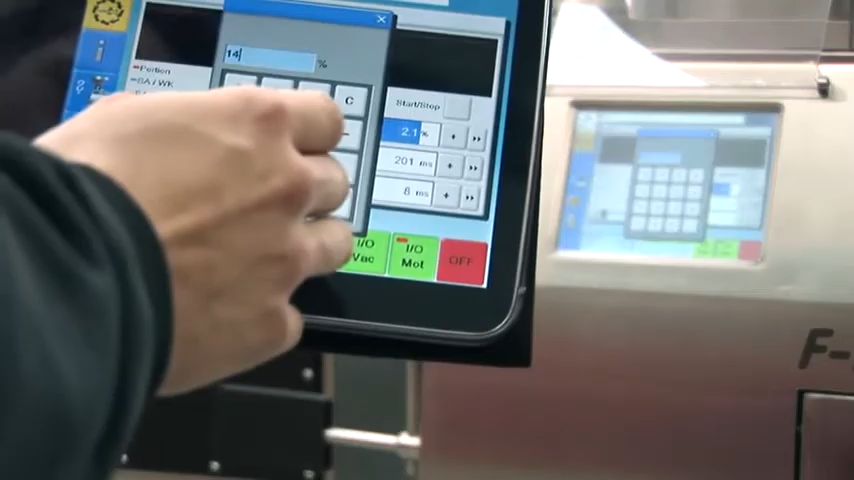 14 %
Portion
SA / WK
C
Start/Stop
2.1 %
201 ms
8 ms
I/O Vac
I/O Mot
OFF
F-